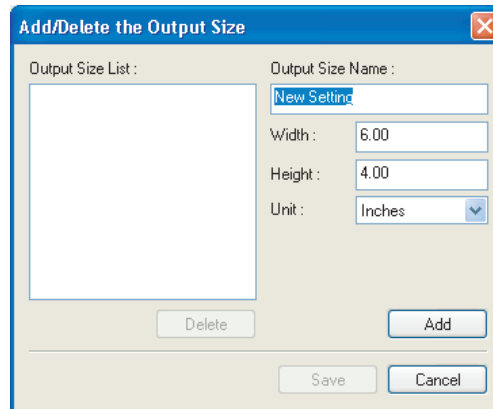 Add/Delete the Output Size
Output Size List :
Output Size Name :
New Setting
Width :
6.00
Height :
4.00
Unit :
Inches
Delete
Add
Save
Cancel